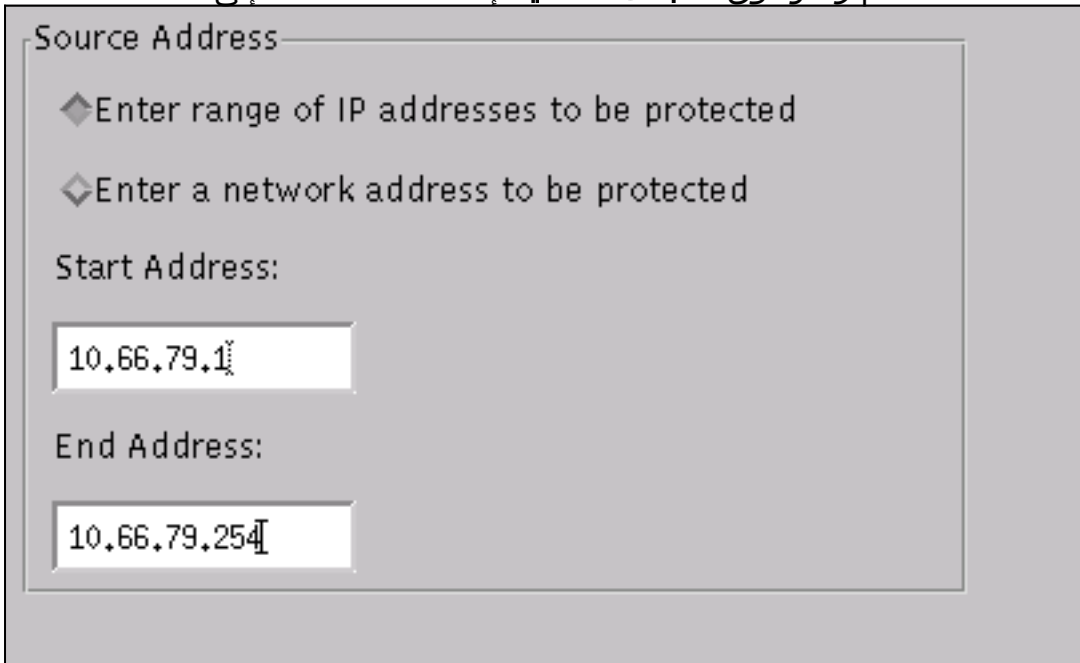 Source Address
Enter range of IP addresses to be protected
Enter a network address to be protected
Start Address:
10.66.79.1
End Address:
10.66.79.254